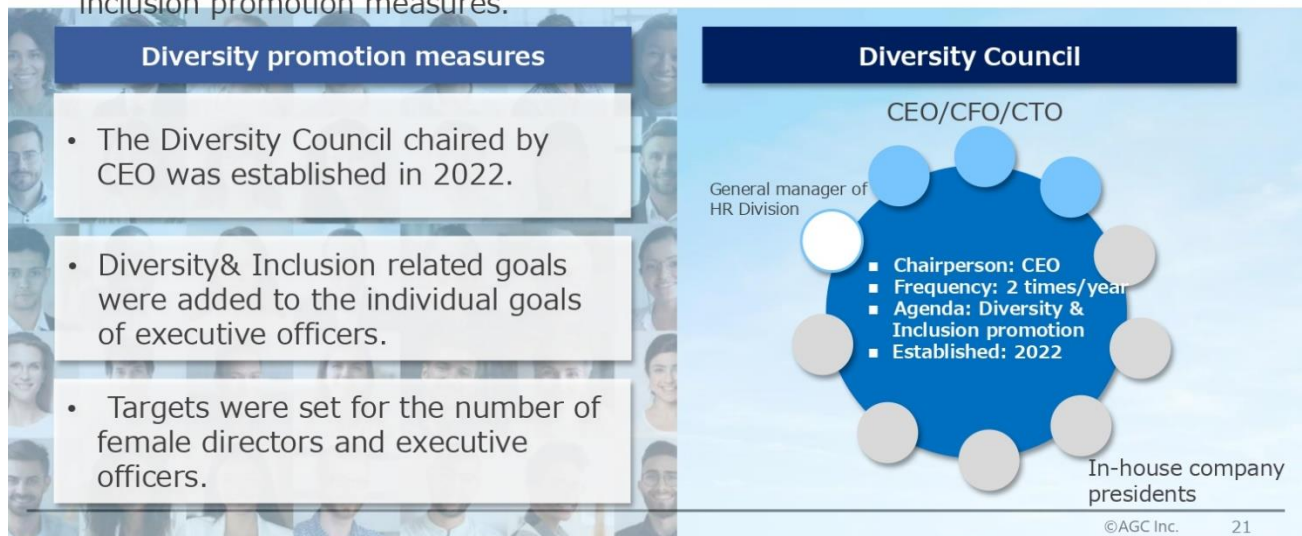 inclusion promotion measures.
Diversity promotion measures
• The Diversity Council chaired by
CEO was established in 2022.
• Diversity& Inclusion related goals
were added to the individual goals
of executive officers.
• Targets were set for the number of
female directors and executive
officers.
Diversity Council
CEO/CFO/CTO
General manager of
HR Division
■ Chairperson: CEO
■ Frequency: 2 times/year
■ Agenda: Diversity &
Inclusion promotion
■ Established: 2022
In-house company
presidents
©AGC Inc. 21